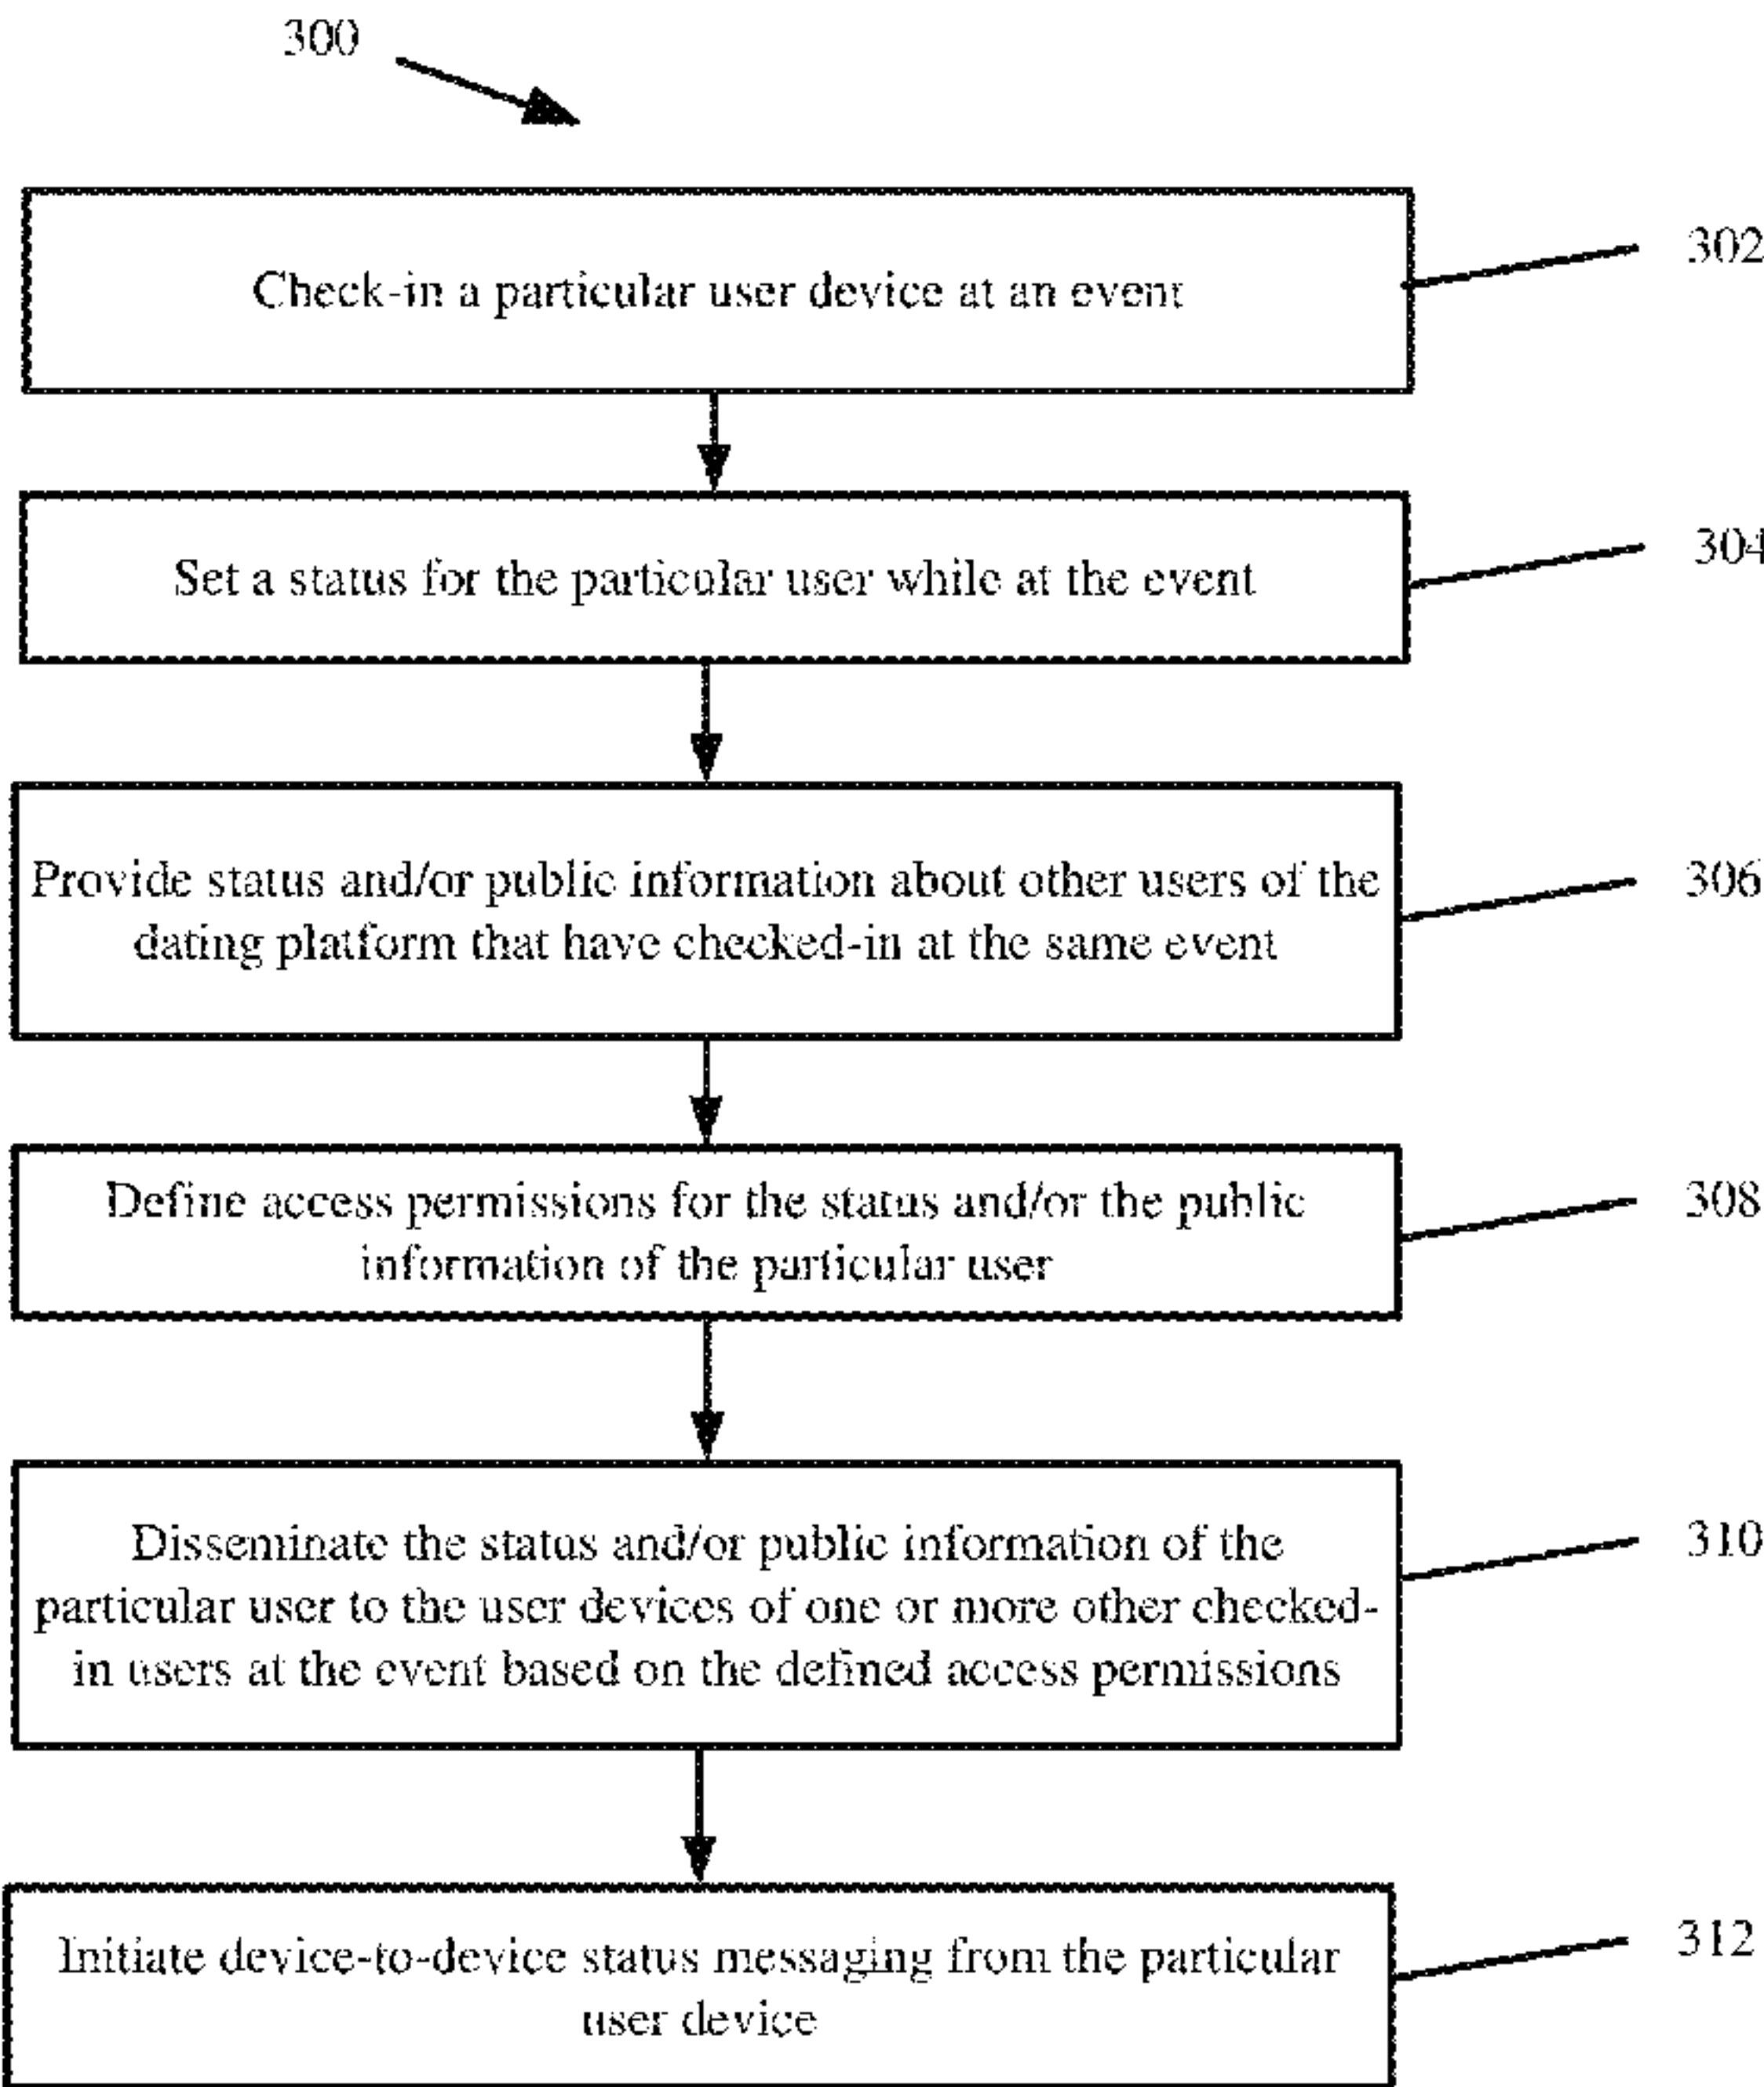 300
Check-in a particular user device at an event
302
Set a status for the particular user while at the event
304
Provide status and/or public information about other users of the
dating platform that have checked-in at the same event
306
Define access permissions for the status and/or the public
information of the particular user
308
Disseminate the status and/or public information of the
particular user to the user devices of one or more other checked-
in users at the event based on the defined access permissions
310
Initiate device-to-device status messaging from the particular
user device
312